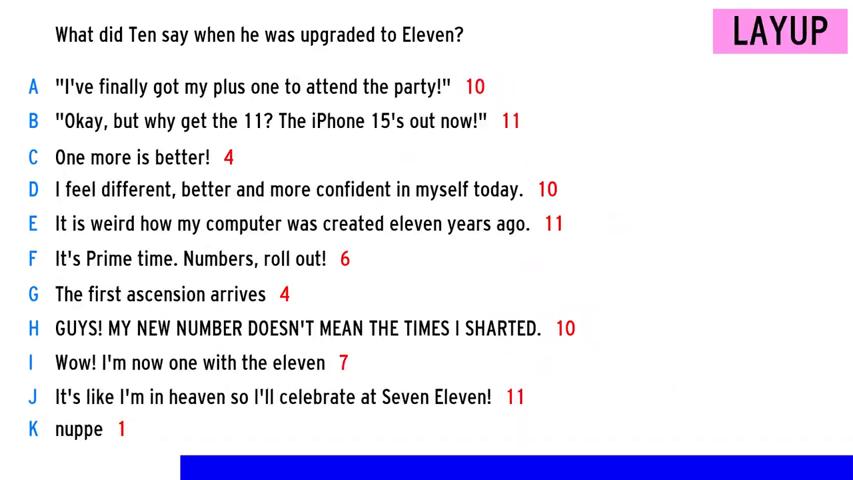 What did Ten say when he was upgraded to Eleven?
LAYUP
A "I've finally got my plus one to attend the party!" 10
B "Okay, but why get the 11? The iPhone 15's out now!" 11
C One more is better! 4
D I feel different, better and more confident in myself today. 10
E It is weird how my computer was created eleven years ago. 11
F It's Prime time. Numbers, roll out! 6
G The first ascension arrives 4
H GUYS! MY NEW NUMBER DOESN'T MEAN THE TIMES I SHARTED. 10
I Wow! I'm now one with the eleven 7
J It's like I'm in heaven so I'll celebrate at Seven Eleven! 11
K nuppe 1